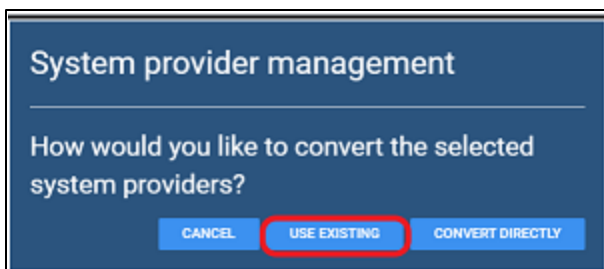 System provider management
How would you like to convert the selected
system providers?
CANCEL USE EXISTING CONVERT DIRECTLY